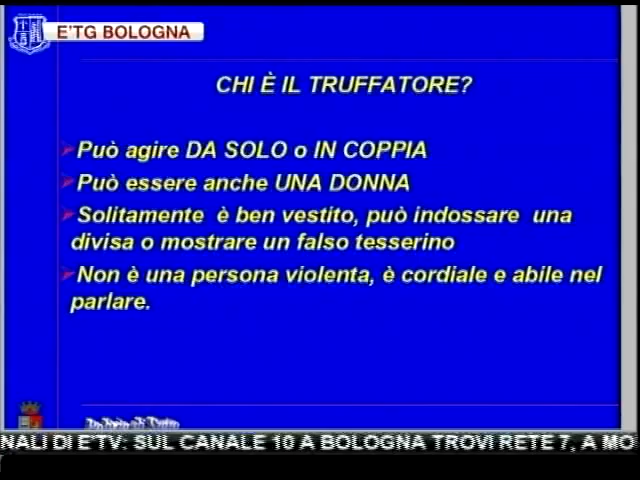 E'TG BOLOGNA
CHI È IL TRUFFATORE?
Può agire DA SOLO o IN COPPIA
Può essere anche UNA DONNA
Solitamente è ben vestito, può indossare una
divisa o mostrare un falso tesserino
Non è una persona violenta, è cordiale e abile nel
parlare.
NALI DI E'TV: SUL CANALE 10 A BOLOGNA TROVI RETE 7, A MO